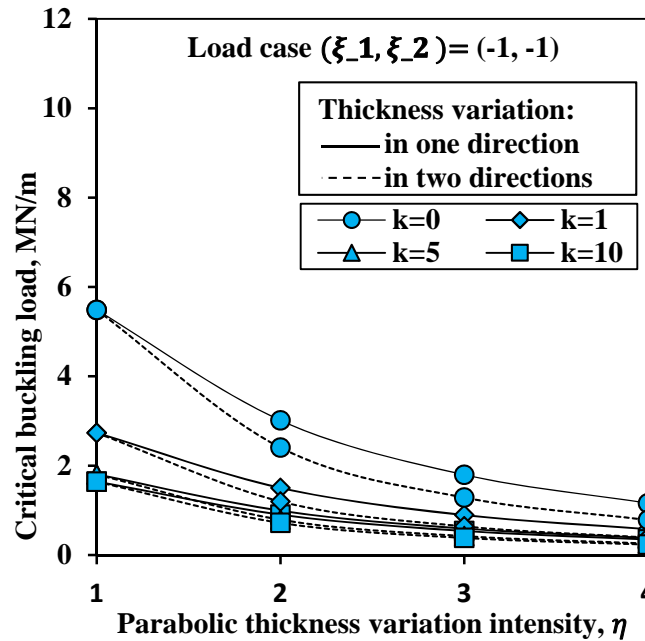 Load case (ξ_1, ξ_2)= (-1, -1)
Thickness variation:
in one direction
in two directions
k=0 k=1
k=5 k=10
Critical buckling load, MN/m
12
10
8
6
4
2
0
1 2 3 4
Parabolic thickness variation intensity, η